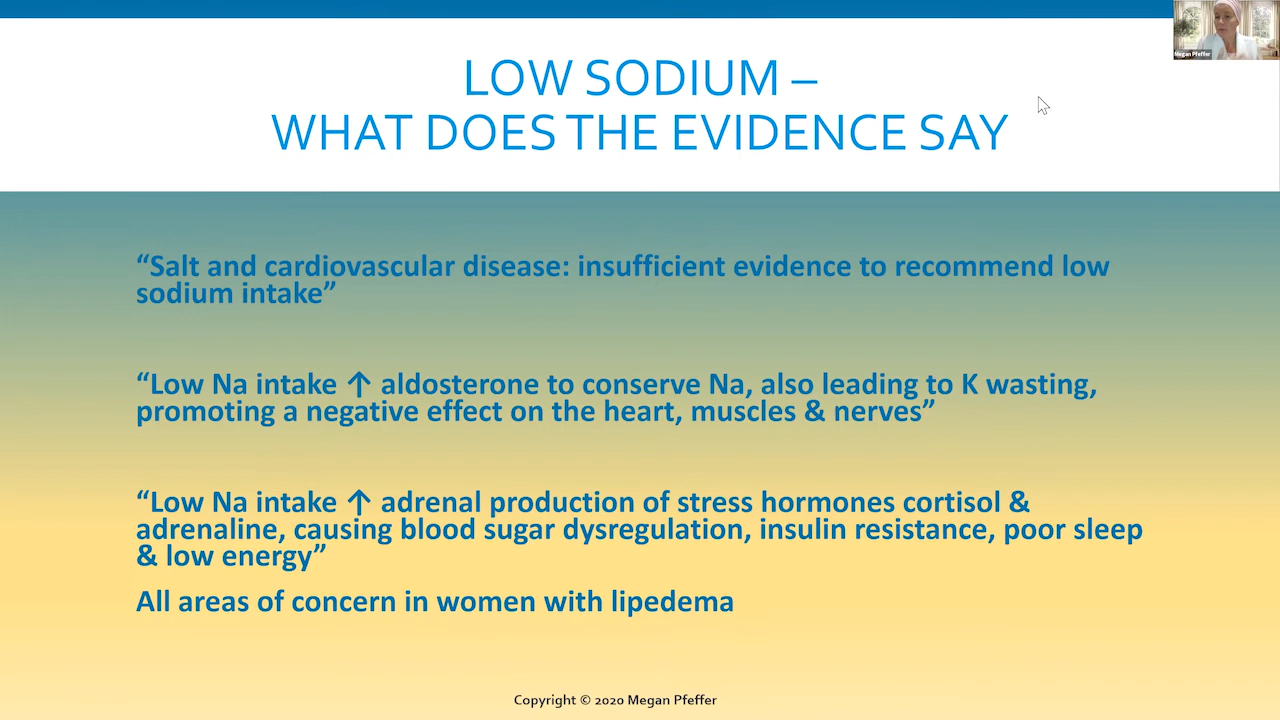 Megan Pfeffer
LOW SODIUM –
WHAT DOES THE EVIDENCE SAY
“Salt and cardiovascular disease: insufficient evidence to recommend low
sodium intake”
“Low Na intake ↑ aldosterone to conserve Na, also leading to K wasting,
promoting a negative effect on the heart, muscles & nerves”
“Low Na intake ↑ adrenal production of stress hormones cortisol &
adrenaline, causing blood sugar dysregulation, insulin resistance, poor sleep
& low energy”
All areas of concern in women with lipedema
Copyright © 2020 Megan Pfeffer